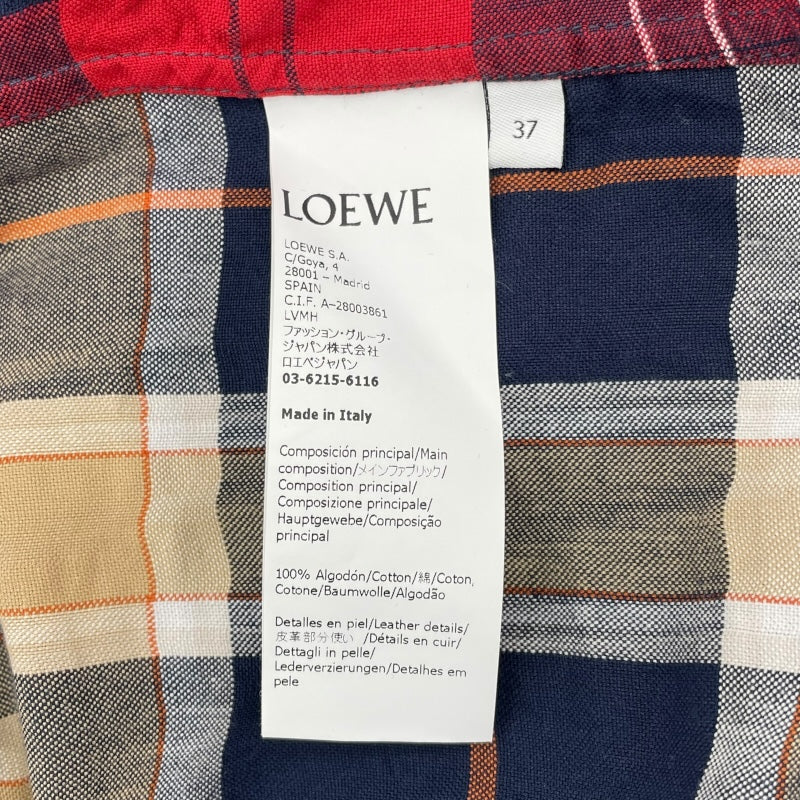 37
LOEWE
LOEWE S.A.
C/Goya, 4
28001 – Madrid
SPAIN
C.I.F. A-28003861
LVMH
ファッション・グループ・
ジャパン株式会社
ロエベジャパン
03-6215-6116
Made in Italy
Composición principal/Main
composition/メインファブリック/
Composition principal/
Composizione principale/
Hauptgewebe/Composição
principal
100% Algodón/Cotton/綿/Coton,
Cotone/Baumwolle/Algodão
Detalles en piel/Leather details/
皮革部分使い /Détails en cuir/
Dettagli in pelle/
Lederverzierungen/Detalhes em
pele